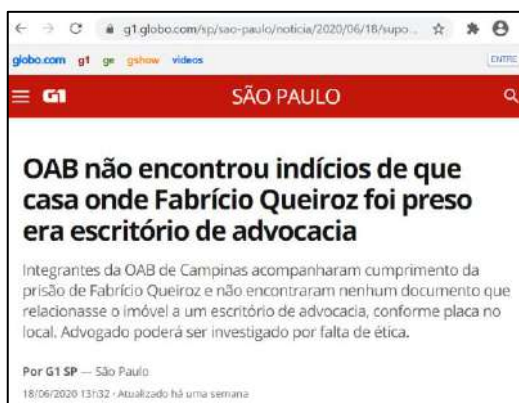 g1.globo.com/sp/sao-paulo/noticia/2020/06/18/supo...
globo.com g1 ge gshow videos ENTRE
G1 SÃO PAULO
OAB não encontrou indícios de que
casa onde Fabrício Queiroz foi preso
era escritório de advocacia
Integrantes da OAB de Campinas acompanharam cumprimento da
prisão de Fabrício Queiroz e não encontraram nenhum documento que
relacionasse o imóvel a um escritório de advocacia, conforme placa no
local. Advogado poderá ser investigado por falta de ética.
Por G1 SP — São Paulo
18/06/2020 13h32 · Atualizado há uma semana